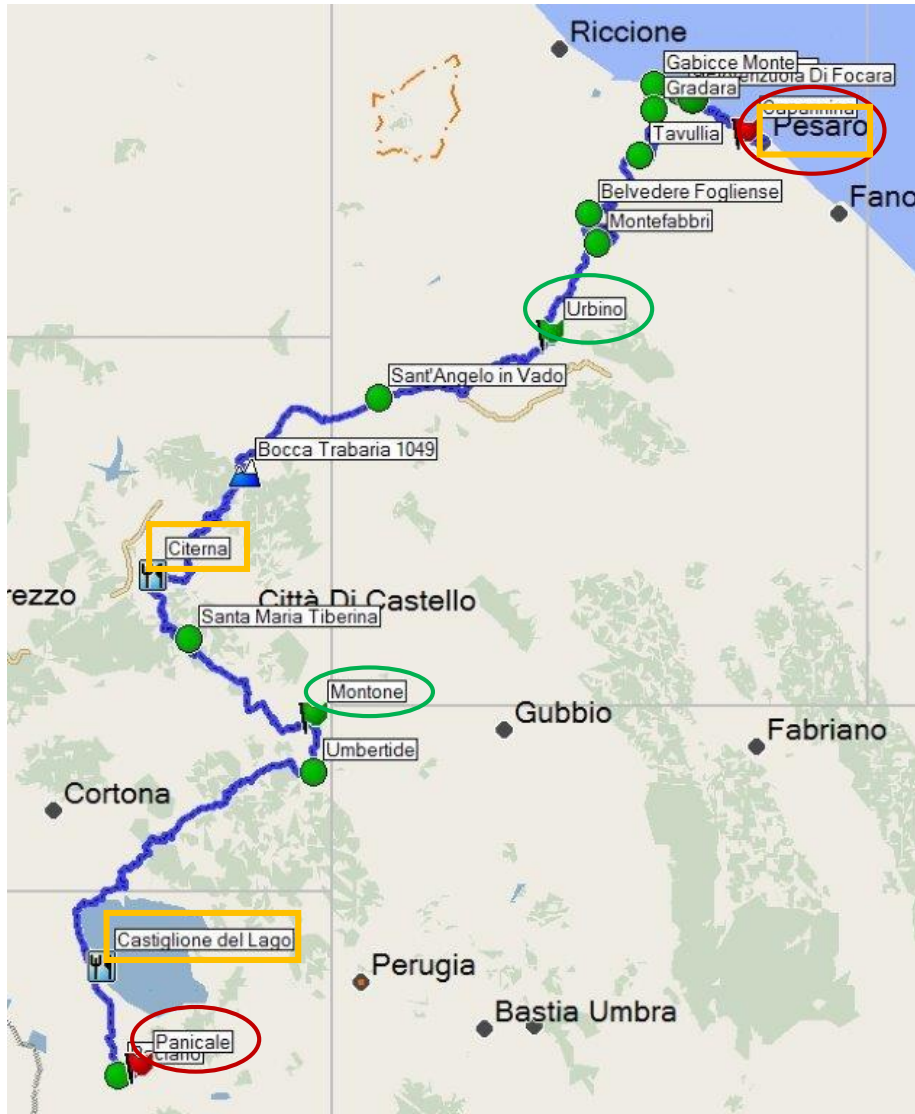 Riccione
Gabicce Monte
Di Focara
Gradara
Pesaro
Tavullia
Belvedere Fogliense
Fano
Montefabbri
Urbino
Sant'Angelo in Vado
Bocca Trabaria 1049
Citerna
rezzo
Città Di Castello
Santa Maria Tiberina
Montone
Gubbio
Fabriano
Umbertide
Cortona
Castiglione del Lago
Perugia
Bastia Umbra
Panicale